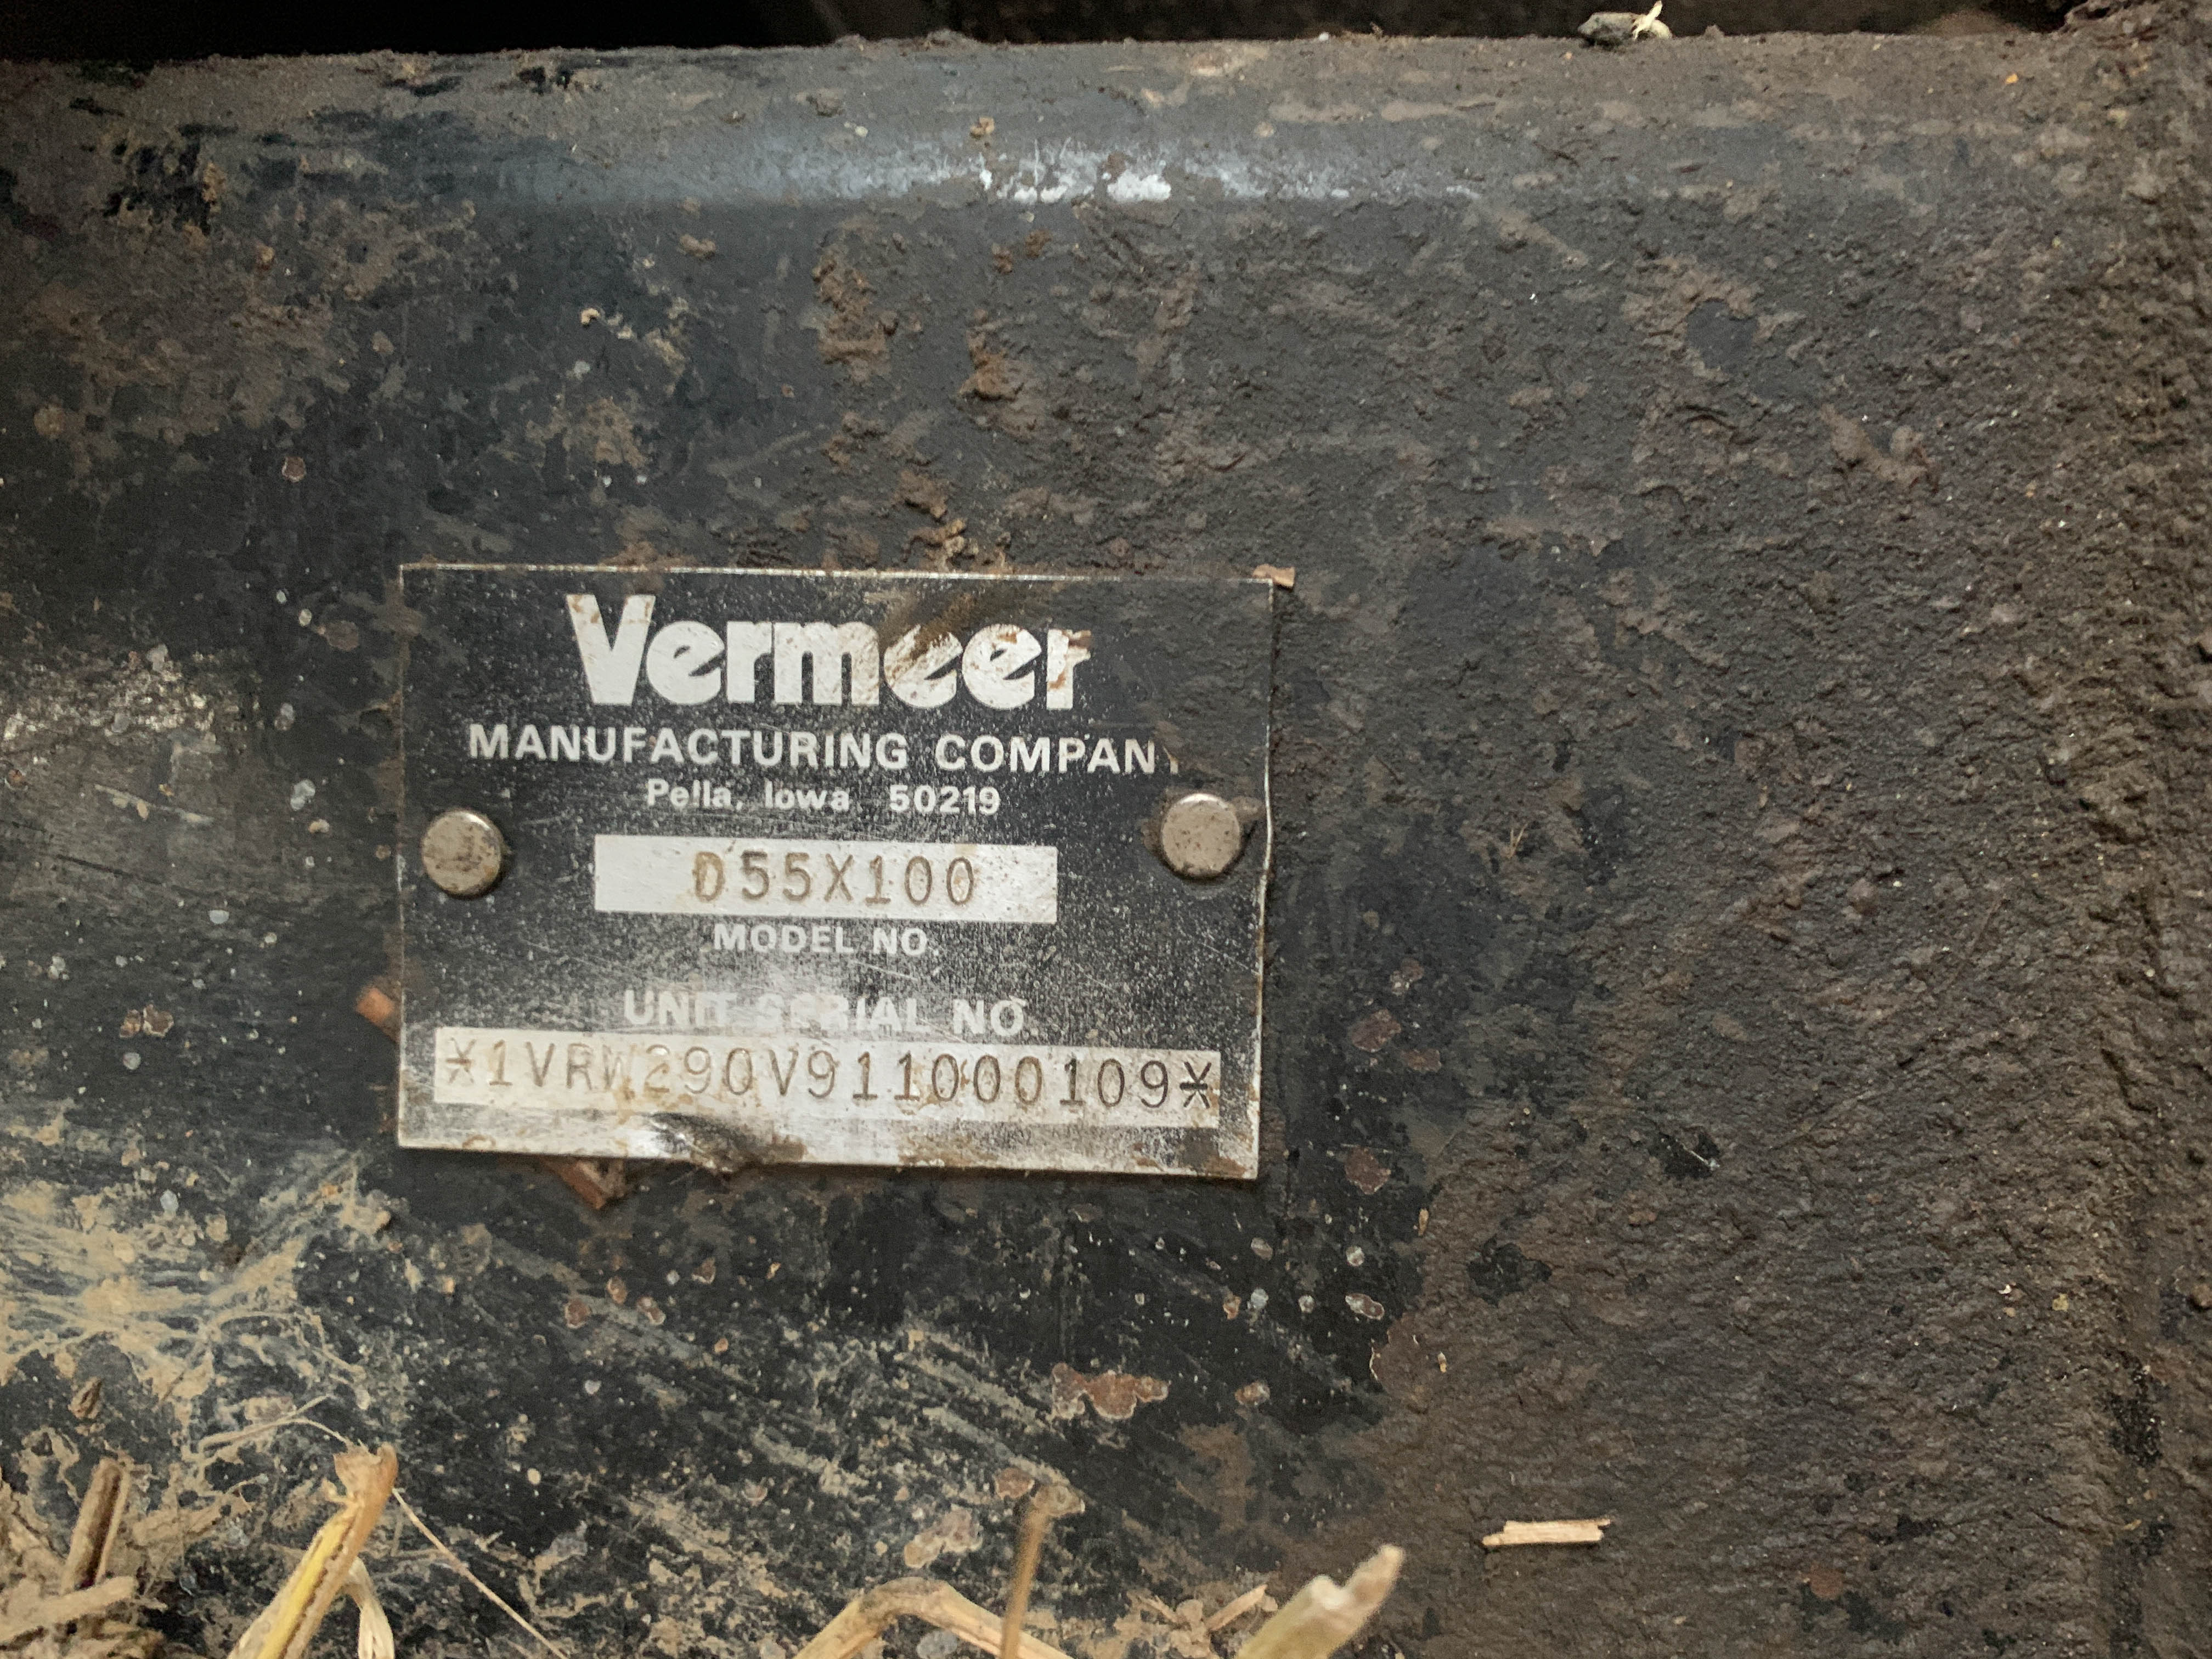 Vermeer
MANUFACTURING COMPANY
Pella, Iowa 50219
D55X100
MODEL NO.
UNIT SERIAL NO.
*1VRW290V911000109*